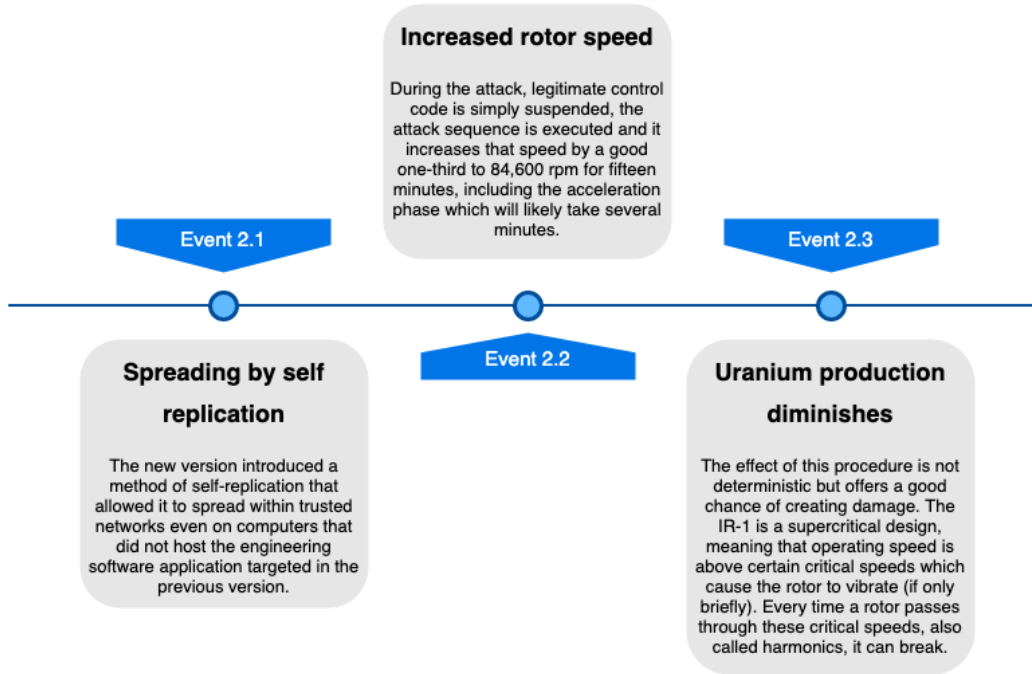 Increased rotor speed
During the attack, legitimate control
code is simply suspended, the
attack sequence is executed and it
increases that speed by a good
one-third to 84,600 rpm for fifteen
minutes, including the acceleration
phase which will likely take several
minutes.
Event 2.1
Event 2.3
Event 2.2
Spreading by self
replication
The new version introduced a
method of self-replication that
allowed it to spread within trusted
networks even on computers that
did not host the engineering
software application targeted in the
previous version.
Uranium production
diminishes
The effect of this procedure is not
deterministic but offers a good
chance of creating damage. The
IR-1 is a supercritical design,
meaning that operating speed is
above certain critical speeds which
cause the rotor to vibrate (if only
briefly). Every time a rotor passes
through these critical speeds, also
called harmonics, it can break.